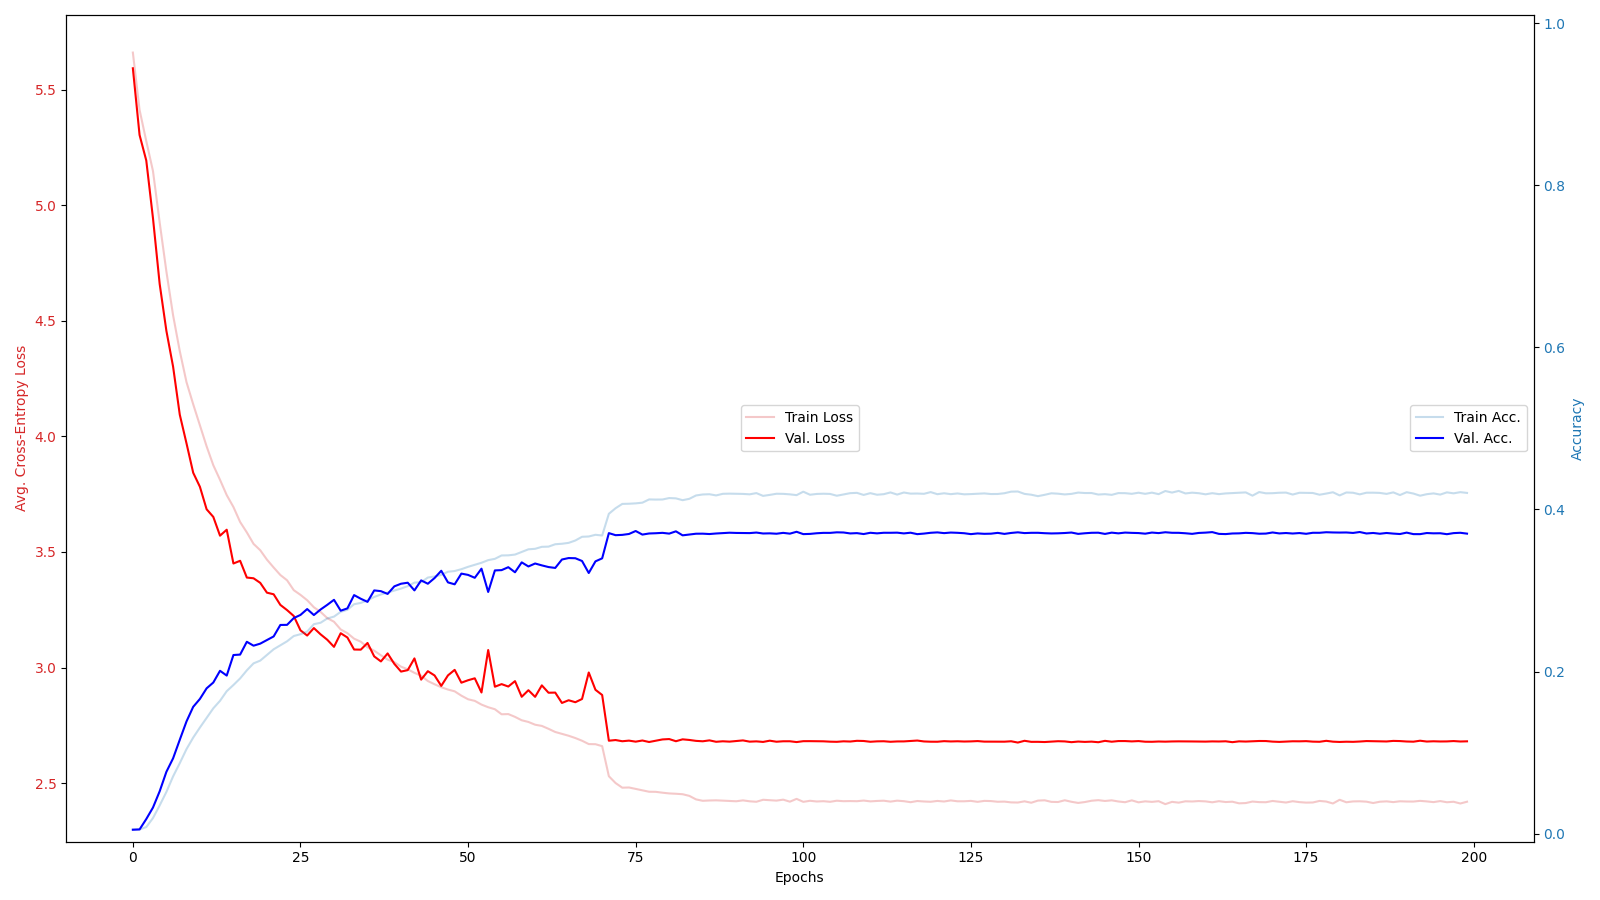 Avg. Cross-Entropy Loss
5.5
5.0
4.5
4.0
3.5
3.0
2.5
Train Loss
Val. Loss
Train Acc.
Val. Acc.
1.0
0.8
0.6
0.4
0.2
0.0
Accuracy
0 25 50 75 100 125 150 175 200
Epochs